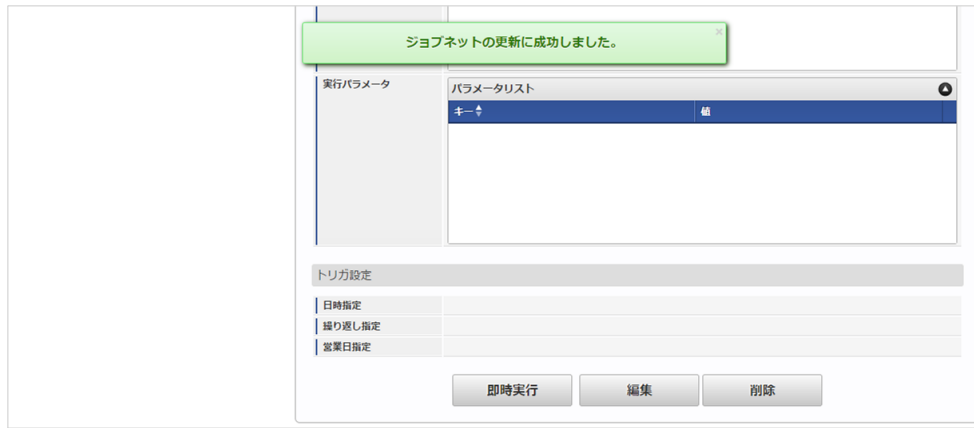 ジョブネットの更新に成功しました。
×
実行パラメータ
パラメータリスト
キー 値
トリガ設定
日時指定
繰り返し指定
営業日指定
即時実行 編集 削除